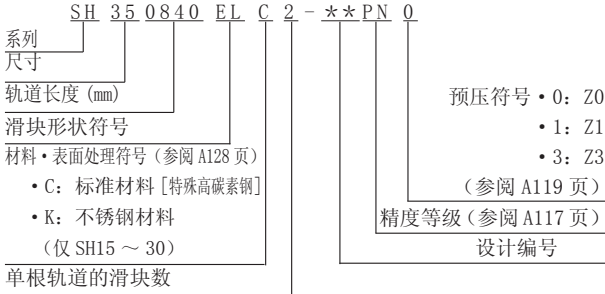 SH 35 0840 EL C 2 - ** PN 0
系列
尺寸
轨道长度 (mm)
滑块形状符号
材料·表面处理符号 (参阅 A128 页)
·C: 标准材料 [特殊高碳素钢]
·K: 不锈钢材料
(仅 SH15 ～ 30)
单根轨道的滑块数
预压符号·0: Z0
·1: Z1
·3: Z3
(参阅 A119 页)
精度等级 (参阅 A117 页)
设计编号